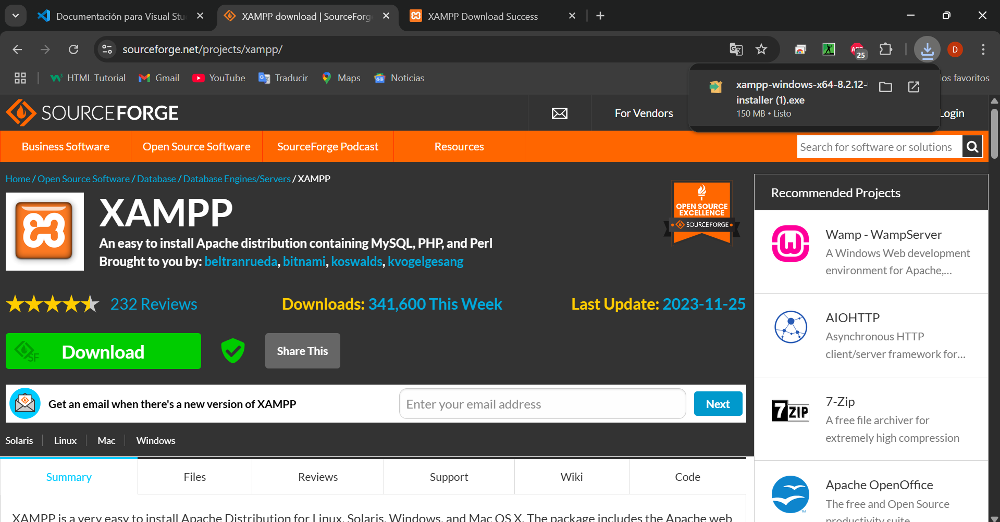 Documentación para Visual Stu
XAMPP download | SourceForge
XAMPP Download Success
sourceforge.net/projects/xampp/
ABP
25
D
HTML Tutorial
Gmail
YouTube
Traducir
Maps
Noticias
los favoritos
xampp-windows-x64-8.2.12-
installer (1).exe
150 MB • Listo
SOURCEFORGE
For Vendors
Login
Business Software
Open Source Software
SourceForge Podcast
Resources
Search for software or solutions
Home / Open Source Software / Database / Database Engines/Servers / XAMPP
XAMPP
An easy to install Apache distribution containing MySQL, PHP, and Perl
Brought to you by: beltranrueda, bitnami, koswalds, kvogelgesang
OPEN SOURCE
EXCELLENCE
SOURCEFORGE
232 Reviews
Downloads: 341,600 This Week
Last Update: 2023-11-25
SF
Download
Share This
Get an email when there's a new version of XAMPP
Enter your email address
Next
Solaris
Linux
Mac
Windows
Summary
Files
Reviews
Support
Wiki
Code
XAMPP is a very easy to install Apache Distribution for Linux, Solaris, Windows, and Mac OS X. The package includes the Apache web
Recommended Projects
Wamp - WampServer
A Windows Web development
environment for Apache,...
AIOHTTP
Asynchronous HTTP
client/server framework for...
7ZIP
7-Zip
A free file archiver for
extremely high compression
Apache OpenOffice
The free and Open Source
productivity suite